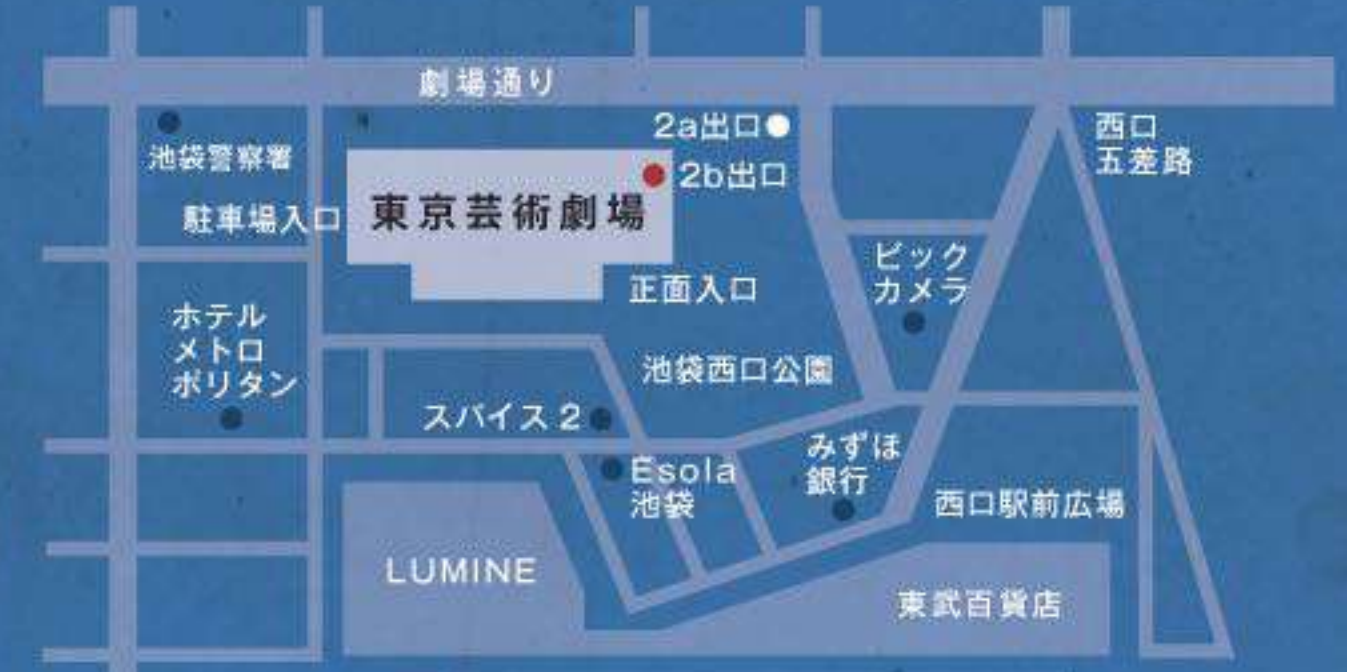 劇場通り
2a出口
西口
五差路
池袋警察署
2b出口
駐車場入口
東京芸術劇場
ビック
カメラ
正面入口
ホテル
メトロ
ポリタン
池袋西口公園
スパイス2
みずほ
銀行
Esola
池袋
西口駅前広場
LUMINE
東武百貨店